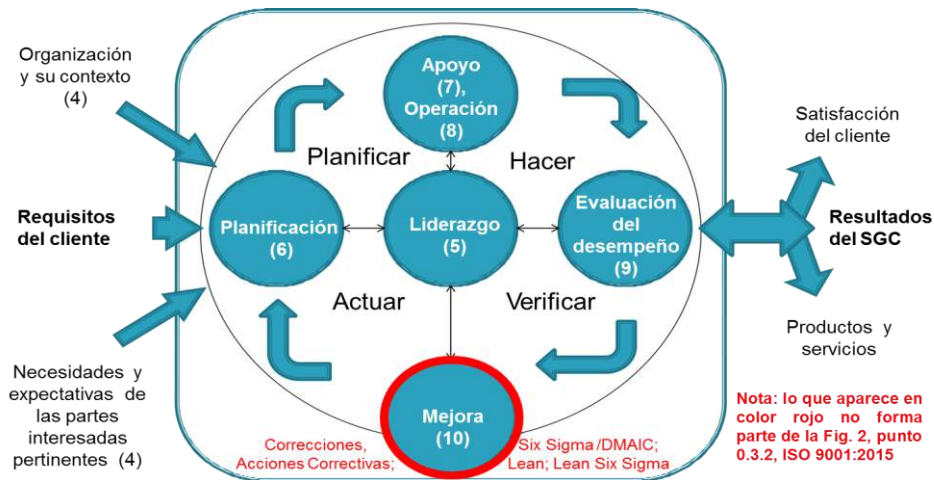 Organización
y su contexto
(4)
Apoyo
(7),
Operación
(8)
Satisfacción
del cliente
Planificar
Hacer
Requisitos
del cliente
Planificación
(6)
Liderazgo
(5)
Evaluación
del
desempeño
(9)
Resultados
del SGC
Actuar
Verificar
Necesidades y
expectativas de
las partes
interesadas
pertinentes (4)
Mejora
(10)
Productos y
servicios
Correcciones,
Acciones Correctivas;
Six Sigma /DMAIC;
Lean; Lean Six Sigma
Nota: lo que aparece en
color rojo no forma
parte de la Fig. 2, punto
0.3.2, ISO 9001:2015